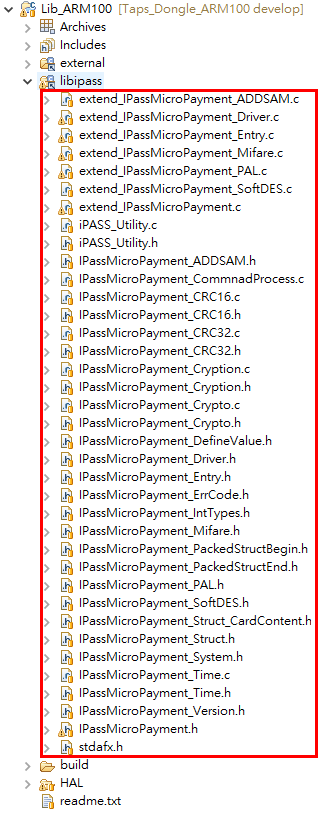 Lib_ARM100 [Taps_Dongle_ARM100 develop]
Archives
Includes
external
libipass
extend_IPassMicroPayment_ADDSAM.c
extend_IPassMicroPayment_Driver.c
extend_IPassMicroPayment_Entry.c
extend_IPassMicroPayment_Mifare.c
extend_IPassMicroPayment_PAL.c
extend_IPassMicroPayment_SoftDES.c
extend_IPassMicroPayment.c
iPASS_Utility.c
iPASS_Utility.h
IPassMicroPayment_ADDSAM.h
IPassMicroPayment_CommnadProcess.c
IPassMicroPayment_CRC16.c
IPassMicroPayment_CRC16.h
IPassMicroPayment_CRC32.c
IPassMicroPayment_CRC32.h
IPassMicroPayment_Cryption.c
IPassMicroPayment_Cryption.h
IPassMicroPayment_Crypto.c
IPassMicroPayment_Crypto.h
IPassMicroPayment_DefineValue.h
IPassMicroPayment_Driver.h
IPassMicroPayment_Entry.h
IPassMicroPayment_ErrCode.h
IPassMicroPayment_IntTypes.h
IPassMicroPayment_Mifare.h
IPassMicroPayment_PackedStructBegin.h
IPassMicroPayment_PackedStructEnd.h
IPassMicroPayment_PAL.h
IPassMicroPayment_SoftDES.h
IPassMicroPayment_Struct_CardContent.h
IPassMicroPayment_Struct.h
IPassMicroPayment_System.h
IPassMicroPayment_Time.c
IPassMicroPayment_Time.h
IPassMicroPayment_Version.h
IPassMicroPayment.h
stdafx.h
build
HAL
readme.txt